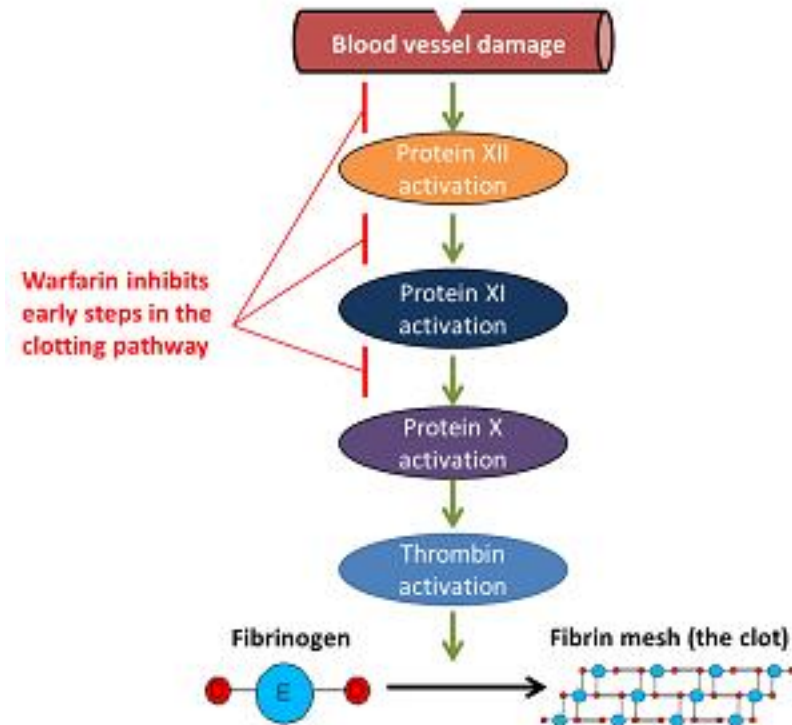 Blood vessel damage
Protein XII
activation
Warfarin inhibits
early steps in the
clotting pathway
Protein XI
activation
Protein X
activation
Thrombin
activation
Fibrinogen
Fibrin mesh (the clot)
E